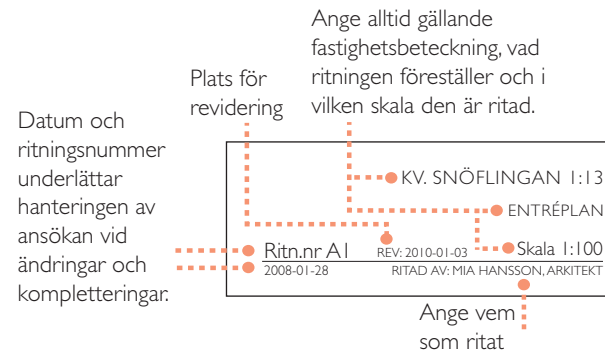 Ange alltid gällande
fastighetsbeteckning, vad
ritningen föreställer och i
vilken skala den är ritad.
Plats för
revidering
Datum och
ritningsnummer
underlättar
hanteringen av
ansökan vid
ändringar och
kompletteringar.
KV. SNÖFLINGAN 1:13
ENTRÉPLAN
Ritn.nr A1
REV: 2010-01-03
Skala 1:100
2008-01-28
RITAD AV: MIA HANSSON, ARKITEKT
Ange vem
som ritat